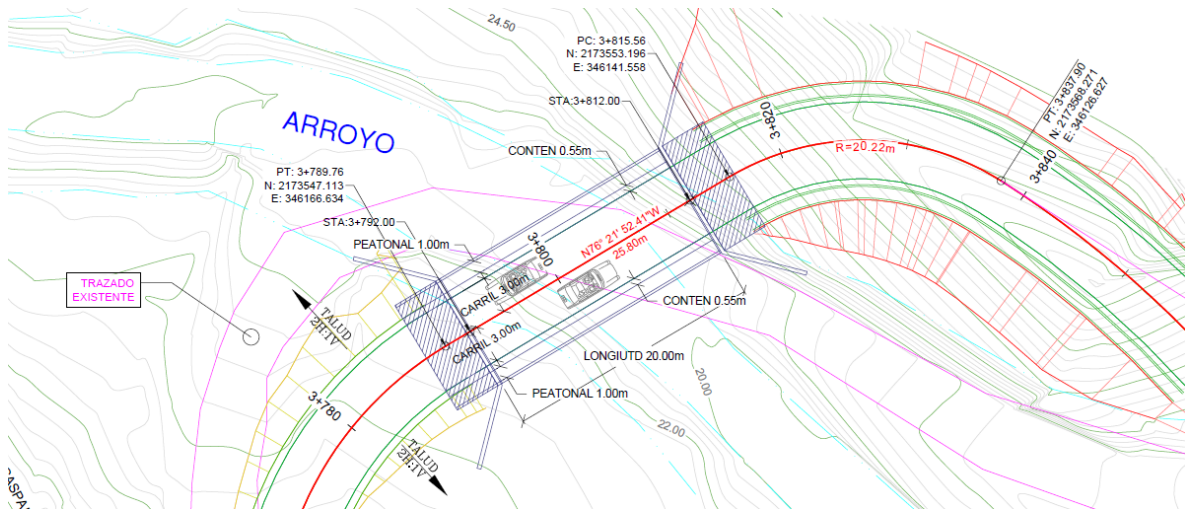 24.50
PC: 3+815.56
N: 2173553.196
E: 346141.558
STA:3+812.00
ARROYO
CONTEN 0.55m
3+820
R=20.22m
PT: 3+837.90
N: 2173568.271
E: 346126.627
3+840
PT: 3+789.76
N: 2173547.113
E: 346166.634
STA:3+792.00
PEATONAL 1.00m
3+800
N76° 21' 52.41"W
25.80m
TRAZADO
EXISTENTE
TALUD
2H:1V
CARRIL 3.00m
CARRIL 3.00m
CONTEN 0.55m
LONGIUTD 20.00m
PEATONAL 1.00m
20.00
22.00
3+780
TALUD
2H:1V